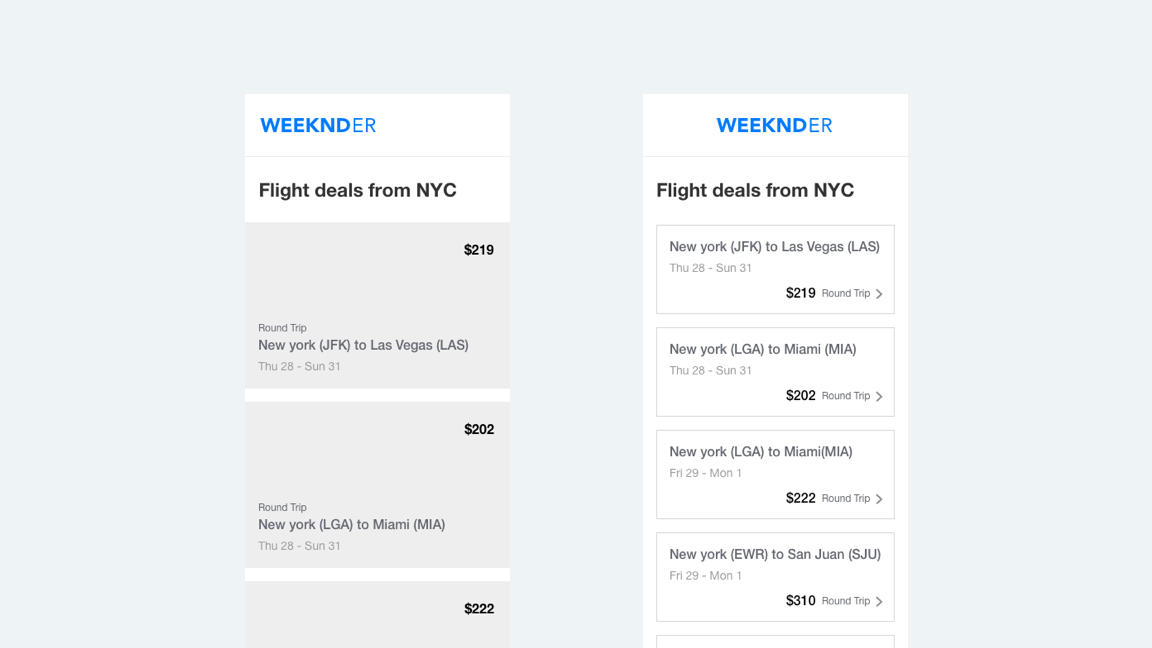 WEEKNDER
Flight deals from NYC
$219
Round Trip
New york (JFK) to Las Vegas (LAS)
Thu 28 - Sun 31
$202
Round Trip
New york (LGA) to Miami (MIA)
Thu 28 - Sun 31
$222
WEEKNDER
Flight deals from NYC
New york (JFK) to Las Vegas (LAS)
Thu 28 - Sun 31
$219 Round Trip
New york (LGA) to Miami (MIA)
Thu 28 - Sun 31
$202 Round Trip
New york (LGA) to Miami(MIA)
Fri 29 - Mon 1
$222 Round Trip
New york (EWR) to San Juan (SJU)
Fri 29 - Mon 1
$310 Round Trip